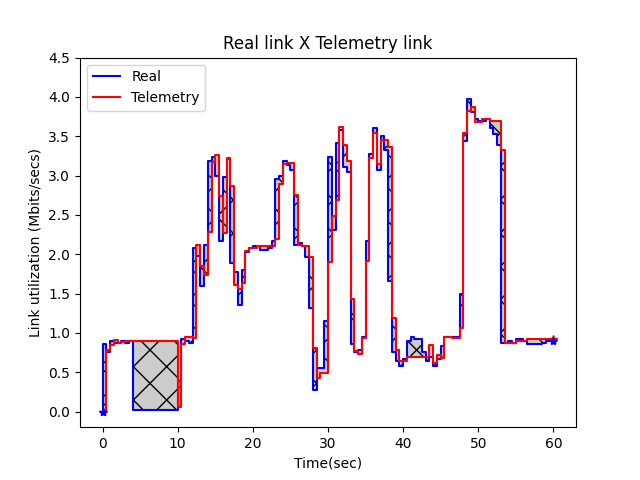 Real link X Telemetry link
Real
Telemetry
Link utilization (Mbits/secs)
4.5
4.0
3.5
3.0
2.5
2.0
1.5
1.0
0.5
0.0
0 10 20 30 40 50 60
Time(sec)